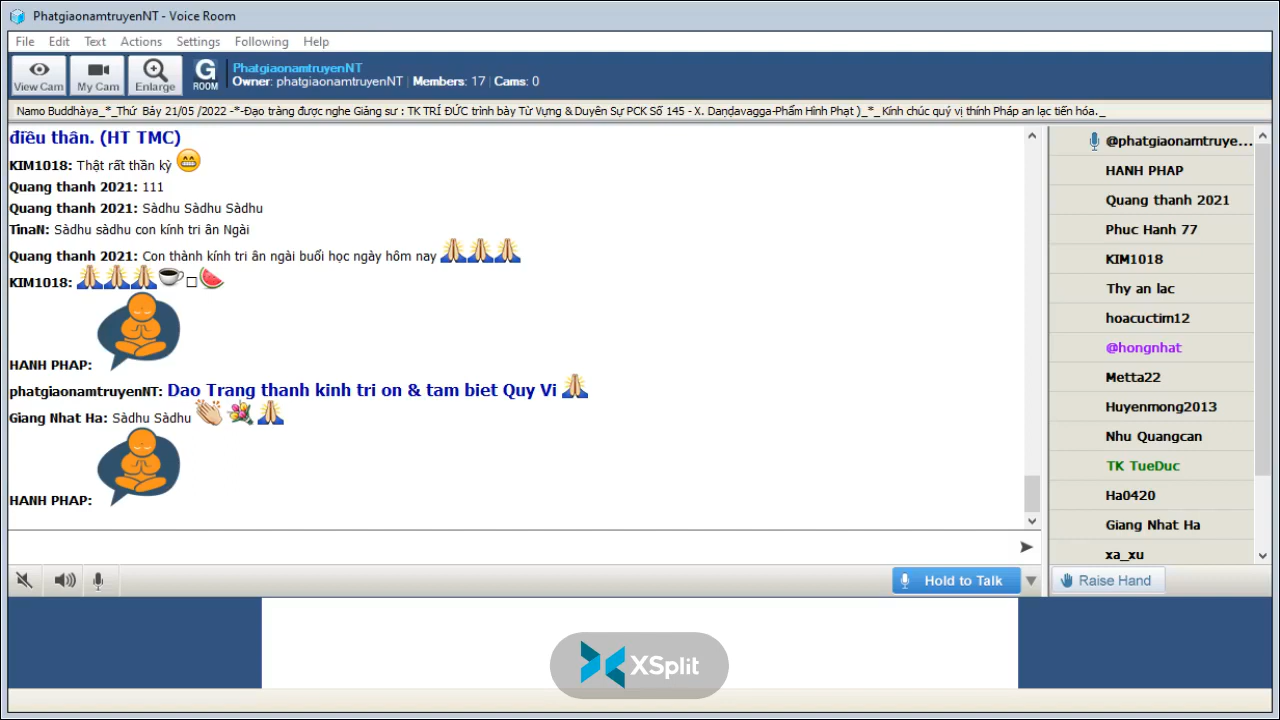 PhatgiaonamtruyenNT - Voice Room
File Edit Text Actions Settings Following Help
View Cam
My Cam
Enlarge
G
ROOM
PhatgiaonamtruyenNT
Owner: phatgiaonamtruyenNT | Members: 17 | Cams: 0
Namo Buddhàya_*_Thứ Bảy 21/05 /2022 -*-Đạo tràng được nghe Giảng sư : TK TRÍ ĐỨC trình bày Từ Vựng & Duyên Sự PCK Số 145 - X. Daṇḍavagga-Phẩm Hình Phạt )_*_ Kính chúc quý vị thính Pháp an lạc tiến hóa._
điều thân. (HT TMC)
KIM1018: Thật rất thần kỳ 😁
Quang thanh 2021: 111
Quang thanh 2021: Sàdhu Sàdhu Sàdhu
TinaN: Sàdhu sàdhu con kính tri ân Ngài
Quang thanh 2021: Con thành kính tri ân ngài buổi học ngày hôm nay 🙏🙏🙏
KIM1018: 🙏🙏🙏☕□🍉
HANH PHAP:
phatgiaonamtruyenNT: Dao Trang thanh kinh tri on & tam biet Quy Vi 🙏
Giang Nhat Ha: Sàdhu Sàdhu 👏💐🙏
HANH PHAP:
@phatgiaonamtruye...
HANH PHAP
Quang thanh 2021
Phuc Hanh 77
KIM1018
Thy an lac
hoacuctim12
@hongnhat
Metta22
Huyenmong2013
Nhu Quangcan
TK TueDuc
Ha0420
Giang Nhat Ha
xa_xu
Hold to Talk
Raise Hand
XSplit